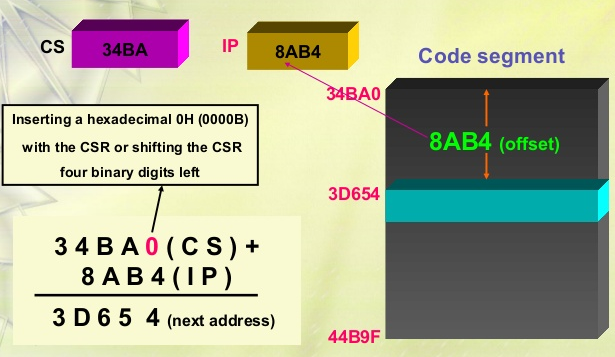 CS
34BA
IP
8AB4
Code segment
34BA0
8AB4 (offset)
3D654
44B9F
Inserting a hexadecimal 0H (0000B)
with the CSR or shifting the CSR
four binary digits left
3 4 B A 0 ( C S ) +
8 A B 4 ( I P )
3 D 6 5 4 (next address)